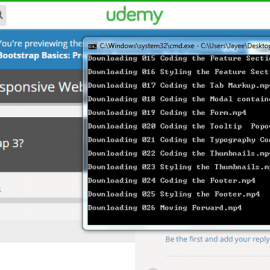 udemy
You're previewing the
Bootstrap Basics: Pr
sponsive Web
ap 3?
C:\Windows\system32\cmd.exe - C:\Users\Jayee\Deskto
Downloading 015 Coding the Feature Secti
Downloading 016 Styling the Feature Sect
Downloading 017 Coding the Tab Markup.mp
Downloading 018 Coding the Modal contain
Downloading 019 Coding the Form.mp4
Downloading 020 Coding the Tooltip Popo
Downloading 021 Coding the Typography Co
Downloading 022 Coding the Thumbnails.mp
Downloading 023 Styling the Thumbnails.m
Downloading 024 Coding the Footer.mp4
Downloading 025 Styling the Footer.mp4
Downloading 026 Moving Forward.mp4
Be the first and add your reply